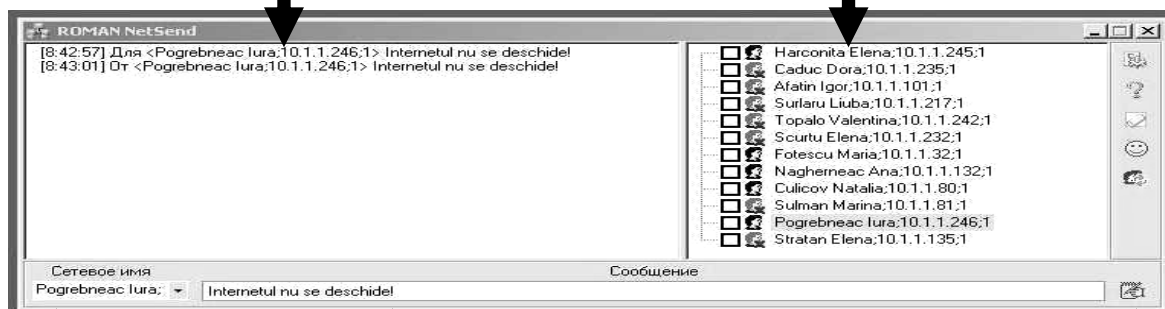 ROMAN NetSend
[8:42:57] Для <Pogrebneac Iura;10.1.1.246;1> Internetul nu se deschide!
[8:43:01] От <Pogrebneac Iura;10.1.1.246;1> Internetul nu se deschide!
Harconita Elena;10.1.1.245;1
Caduc Dora;10.1.1.235;1
Afatin Igor;10.1.1.101;1
Surlaru Liuba;10.1.1.217;1
Topalo Valentina;10.1.1.242;1
Scurtu Elena;10.1.1.232;1
Fotescu Maria;10.1.1.32;1
Nagherneac Ana;10.1.1.132;1
Culicov Natalia;10.1.1.80;1
Sulman Marina;10.1.1.81;1
Pogrebneac Iura;10.1.1.246;1
Stratan Elena;10.1.1.135;1
Сетевое имя
Сообщение
Pogrebneac Iura;
Internetul nu se deschide!